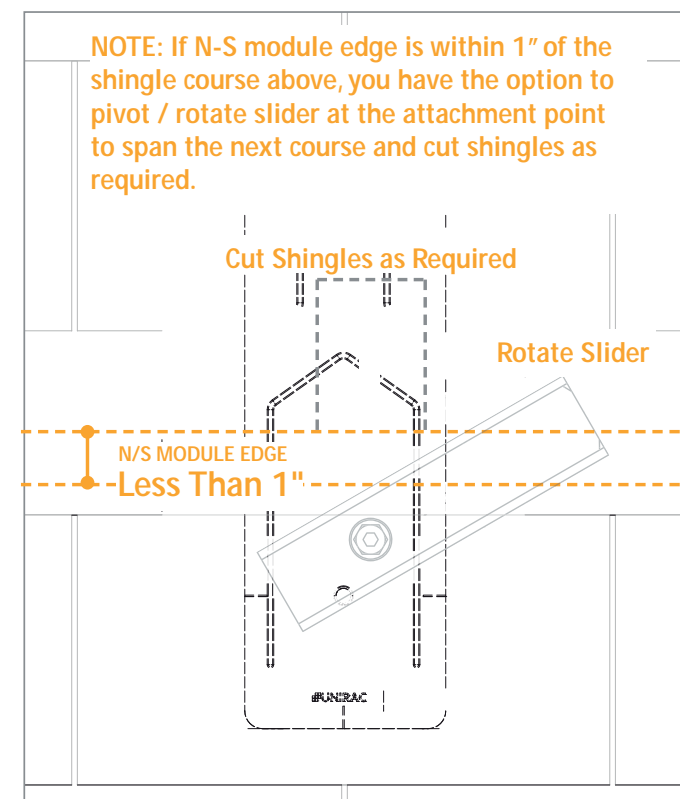 NOTE: If N-S module edge is within 1" of the
shingle course above, you have the option to
pivot / rotate slider at the attachment point
to span the next course and cut shingles as
required.
Cut Shingles as Required
Rotate Slider
N/S MODULE EDGE
Less Than 1"
#UNIRAC